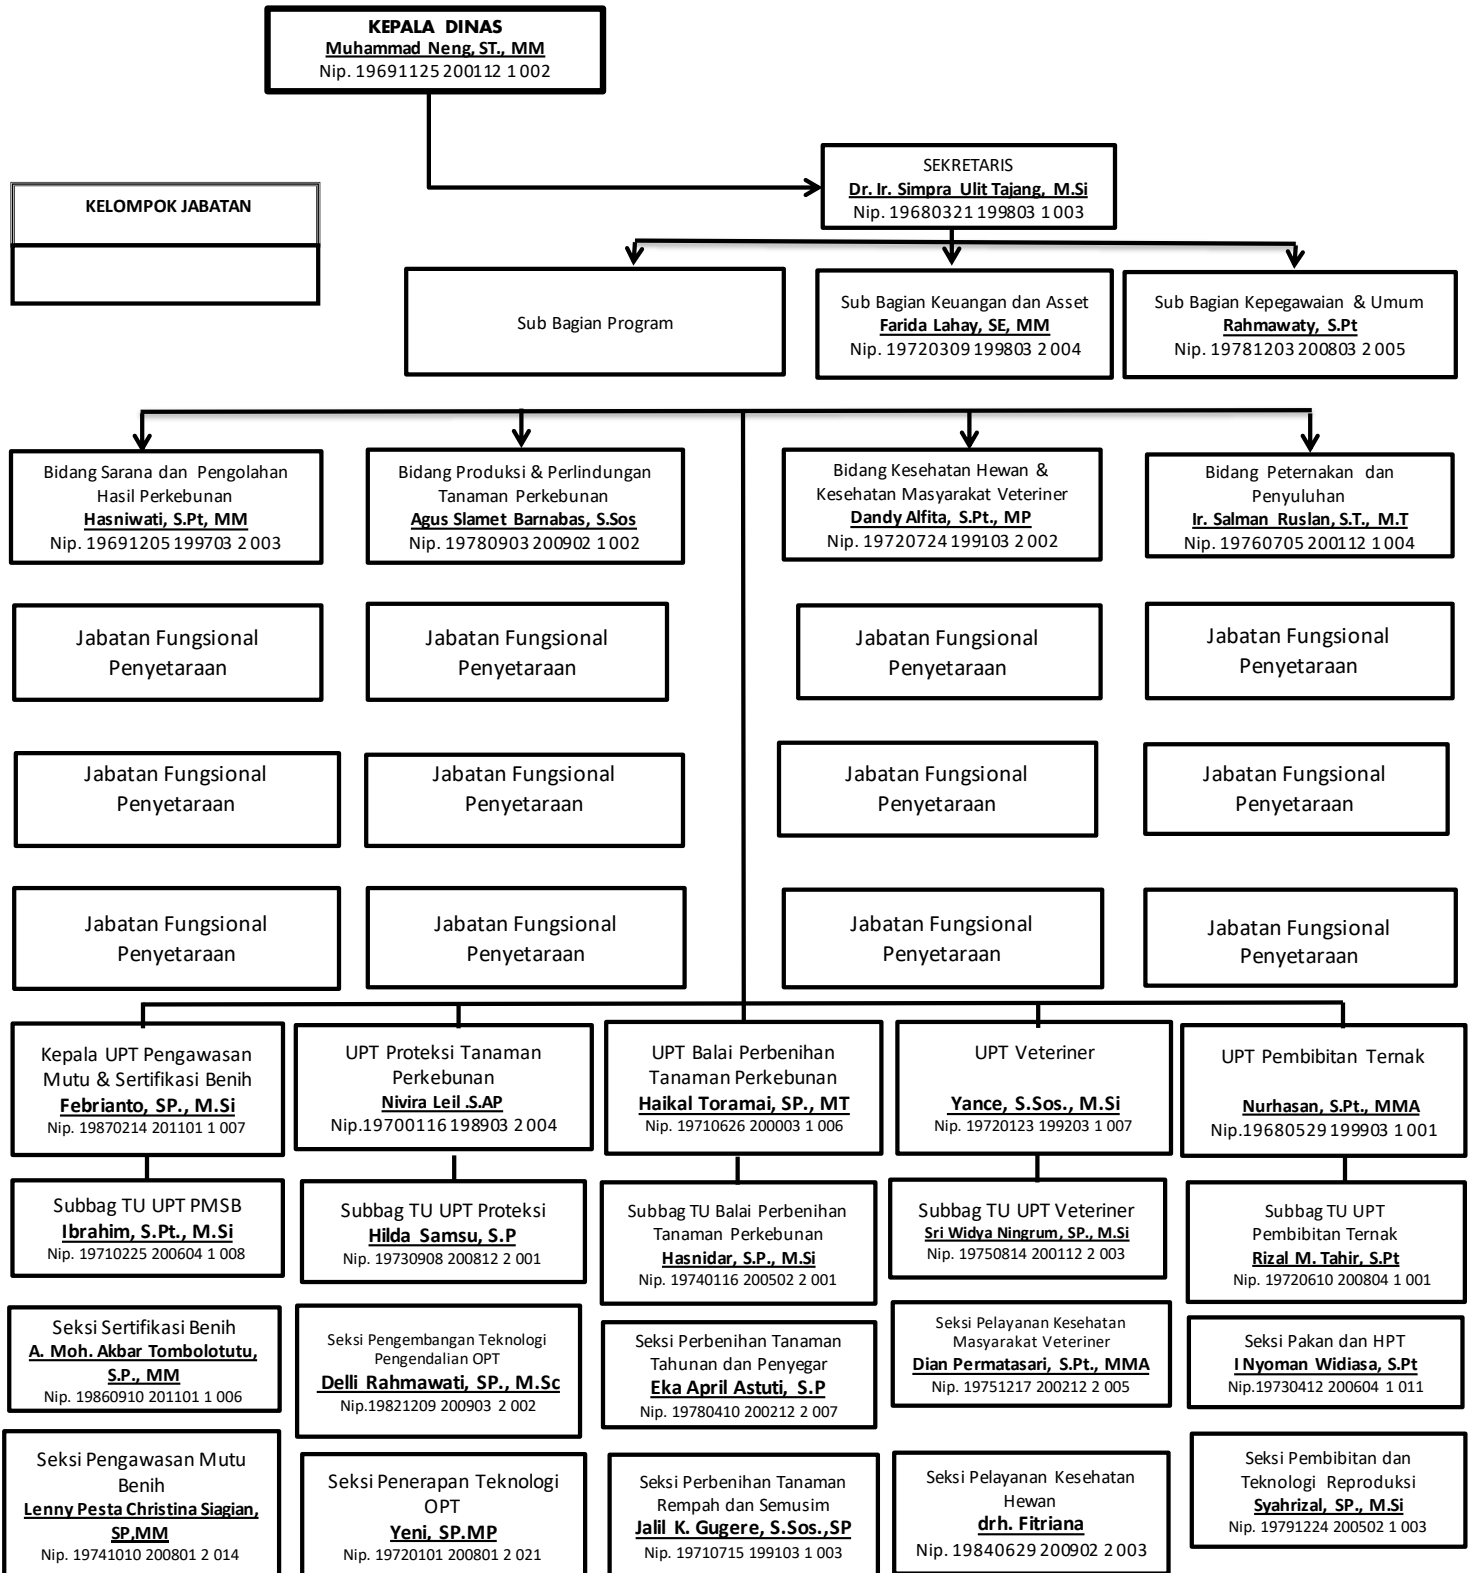 KEPALA DINAS
Muhammad Neng, ST., MM
Nip. 19691125 200112 1 002
SEKRETARIS
Dr. Ir. Simpra Ulit Tajang, M.Si
Nip. 19680321 199803 1 003
KELOMPOK JABATAN
Sub Bagian Program
Sub Bagian Keuangan dan Asset
Farida Lahay, SE, MM
Nip. 19720309 199803 2 004
Sub Bagian Kepegawaian & Umum
Rahmawaty, S.Pt
Nip. 19781203 200803 2 005
Bidang Sarana dan Pengolahan
Hasil Perkebunan
Hasniwati, S.Pt, MM
Nip. 19691205 199703 2 003
Bidang Produksi & Perlindungan
Tanaman Perkebunan
Agus Slamet Barnabas, S.Sos
Nip. 19780903 200902 1 002
Bidang Kesehatan Hewan &
Kesehatan Masyarakat Veteriner
Dandy Alfita, S.Pt., MP
Nip. 19720724 199103 2 002
Bidang Peternakan dan
Penyuluhan
Ir. Salman Ruslan, S.T., M.T
Nip. 19760705 200112 1 004
Jabatan Fungsional
Penyetaraan
Jabatan Fungsional
Penyetaraan
Jabatan Fungsional
Penyetaraan
Jabatan Fungsional
Penyetaraan
Jabatan Fungsional
Penyetaraan
Jabatan Fungsional
Penyetaraan
Jabatan Fungsional
Penyetaraan
Jabatan Fungsional
Penyetaraan
Jabatan Fungsional
Penyetaraan
Jabatan Fungsional
Penyetaraan
Jabatan Fungsional
Penyetaraan
Jabatan Fungsional
Penyetaraan
Kepala UPT Pengawasan
Mutu & Sertifikasi Benih
Febrianto, SP., M.Si
Nip. 19870214 201101 1 007
UPT Proteksi Tanaman
Perkebunan
Nivira Leil .S.AP
Nip.19700116 198903 2 004
UPT Balai Perbenihan
Tanaman Perkebunan
Haikal Toramai, SP., MT
Nip. 19710626 200003 1 006
UPT Veteriner
Yance, S.Sos., M.Si
Nip. 19720123 199203 1 007
UPT Pembibitan Ternak
Nurhasan, S.Pt., MMA
Nip.19680529 199903 1 001
Subbag TU UPT PMSB
Ibrahim, S.Pt., M.Si
Nip. 19710225 200604 1 008
Subbag TU UPT Proteksi
Hilda Samsu, S.P
Nip. 19730908 200812 2 001
Subbag TU Balai Perbenihan
Tanaman Perkebunan
Hasnidar, S.P., M.Si
Nip. 19740116 200502 2 001
Subbag TU UPT Veteriner
Sri Widya Ningrum, SP., M.Si
Nip. 19750814 200112 2 003
Subbag TU UPT
Pembibitan Ternak
Rizal M. Tahir, S.Pt
Nip. 19720610 200804 1 001
Seksi Sertifikasi Benih
A. Moh. Akbar Tombolotutu,
S.P., MM
Nip. 19860910 201101 1 006
Seksi Pengembangan Teknologi
Pengendalian OPT
Delli Rahmawati, SP., M.Sc
Nip.19821209 200903 2 002
Seksi Perbenihan Tanaman
Tahunan dan Penyegar
Eka April Astuti, S.P
Nip. 19780410 200212 2 007
Seksi Pelayanan Kesehatan
Masyarakat Veteriner
Dian Permatasari, S.Pt., MMA
Nip. 19751217 200212 2 005
Seksi Pakan dan HPT
I Nyoman Widiasa, S.Pt
Nip.19730412 200604 1 011
Seksi Pengawasan Mutu
Benih
Lenny Pesta Christina Siagian,
SP,MM
Nip. 19741010 200801 2 014
Seksi Penerapan Teknologi
OPT
Yeni, SP.MP
Nip. 19720101 200801 2 021
Seksi Perbenihan Tanaman
Rempah dan Semusim
Jalil K. Gugere, S.Sos.,SP
Nip. 19710715 199103 1 003
Seksi Pelayanan Kesehatan
Hewan
drh. Fitriana
Nip. 19840629 200902 2 003
Seksi Pembibitan dan
Teknologi Reproduksi
Syahrizal, SP., M.Si
Nip. 19791224 200502 1 003